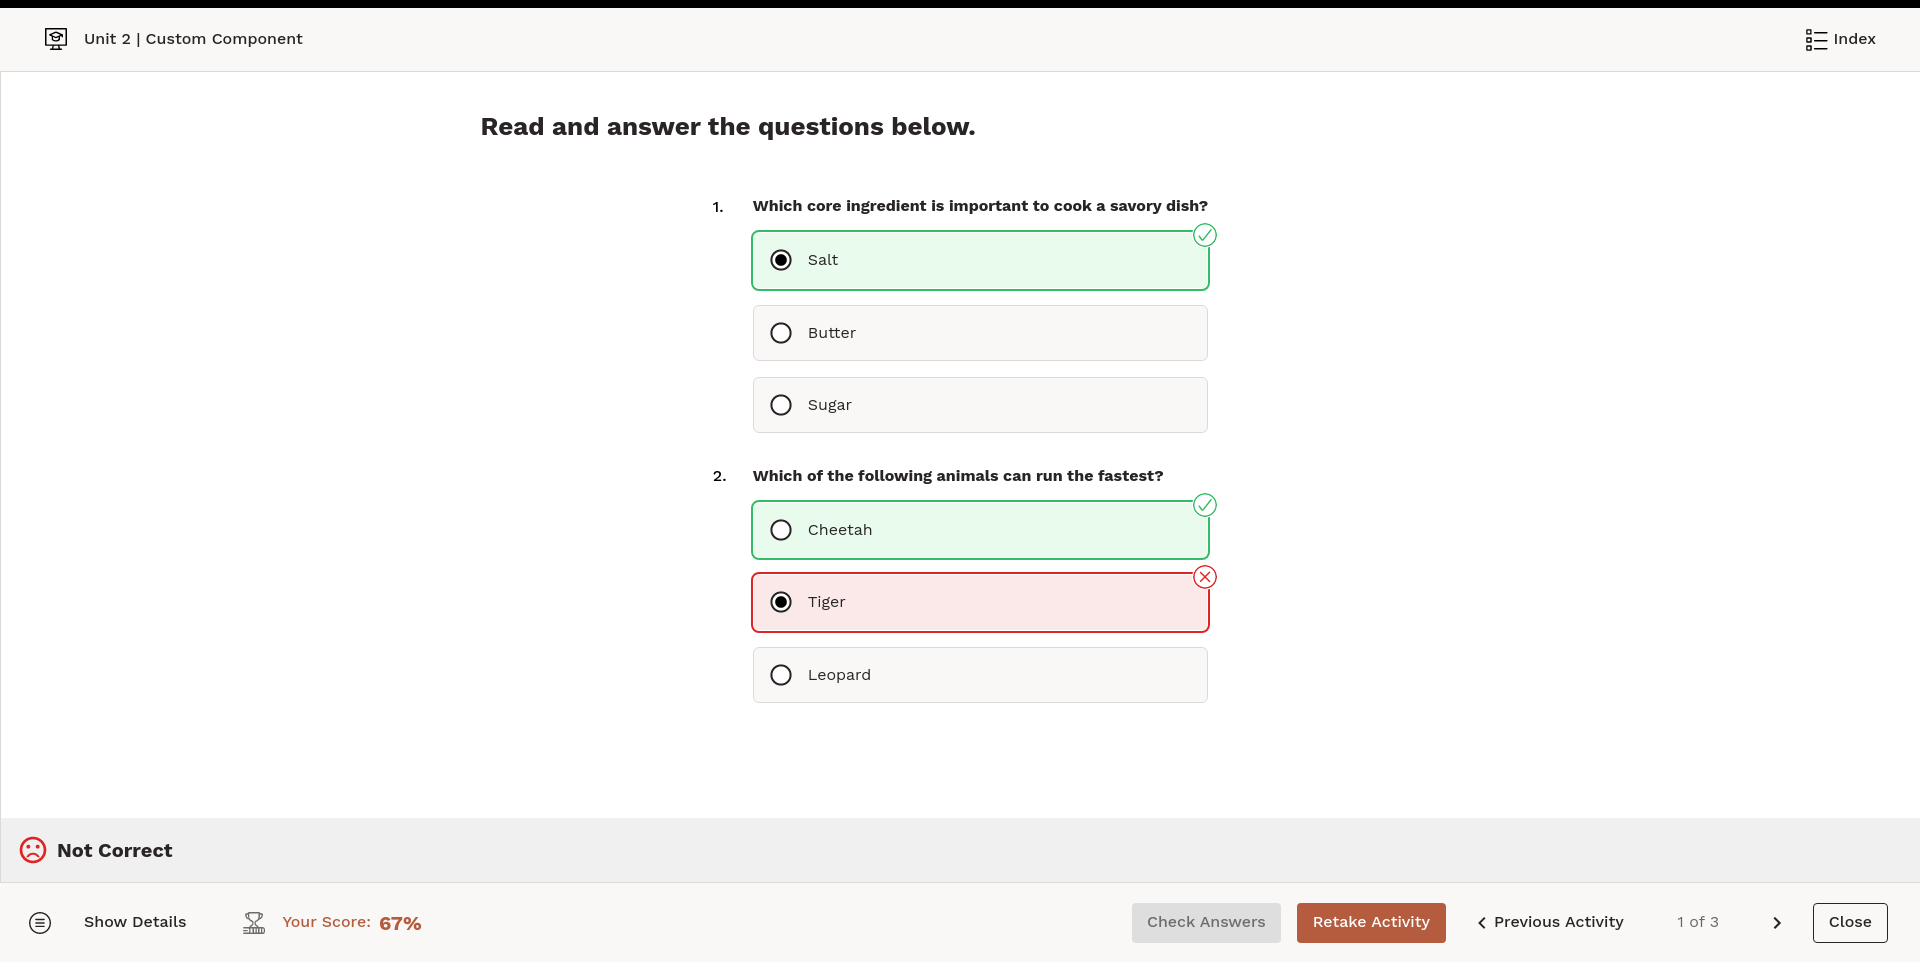 Unit 2 | Custom Component
Index
Read and answer the questions below.
1. Which core ingredient is important to cook a savory dish?
Salt
Butter
Sugar
2. Which of the following animals can run the fastest?
Cheetah
Tiger
Leopard
Not Correct
Show Details Your Score: 67% Check Answers Retake Activity Previous Activity 1 of 3 Close